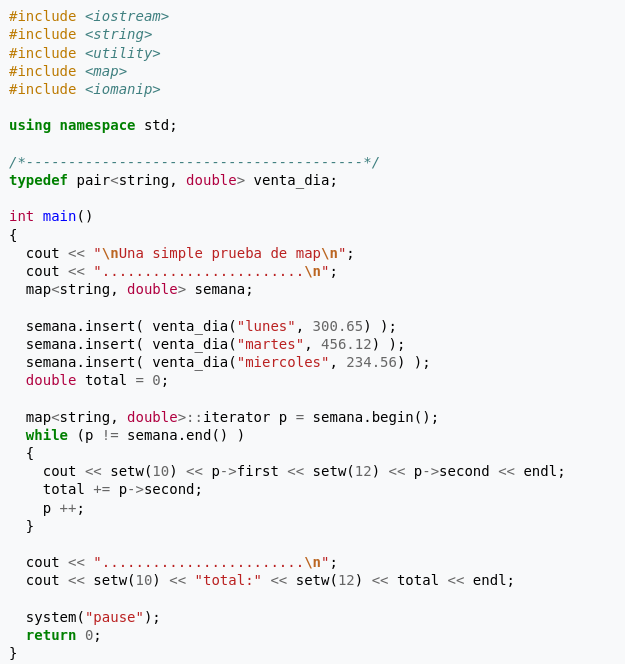 #include <iostream>
#include <string>
#include <utility>
#include <map>
#include <iomanip>

using namespace std;

/*----------------------------------------*/
typedef pair<string, double> venta_dia;

int main()
{
  cout << "\nUna simple prueba de map\n";
  cout << "........................\n";
  map<string, double> semana;

  semana.insert( venta_dia("lunes", 300.65) );
  semana.insert( venta_dia("martes", 456.12) );
  semana.insert( venta_dia("miercoles", 234.56) );
  double total = 0;

  map<string, double>::iterator p = semana.begin();
  while (p != semana.end() )
  {
    cout << setw(10) << p->first << setw(12) << p->second << endl;
    total += p->second;
    p ++;
  }

  cout << "........................\n";
  cout << setw(10) << "total:" << setw(12) << total << endl;

  system("pause");
  return 0;
}